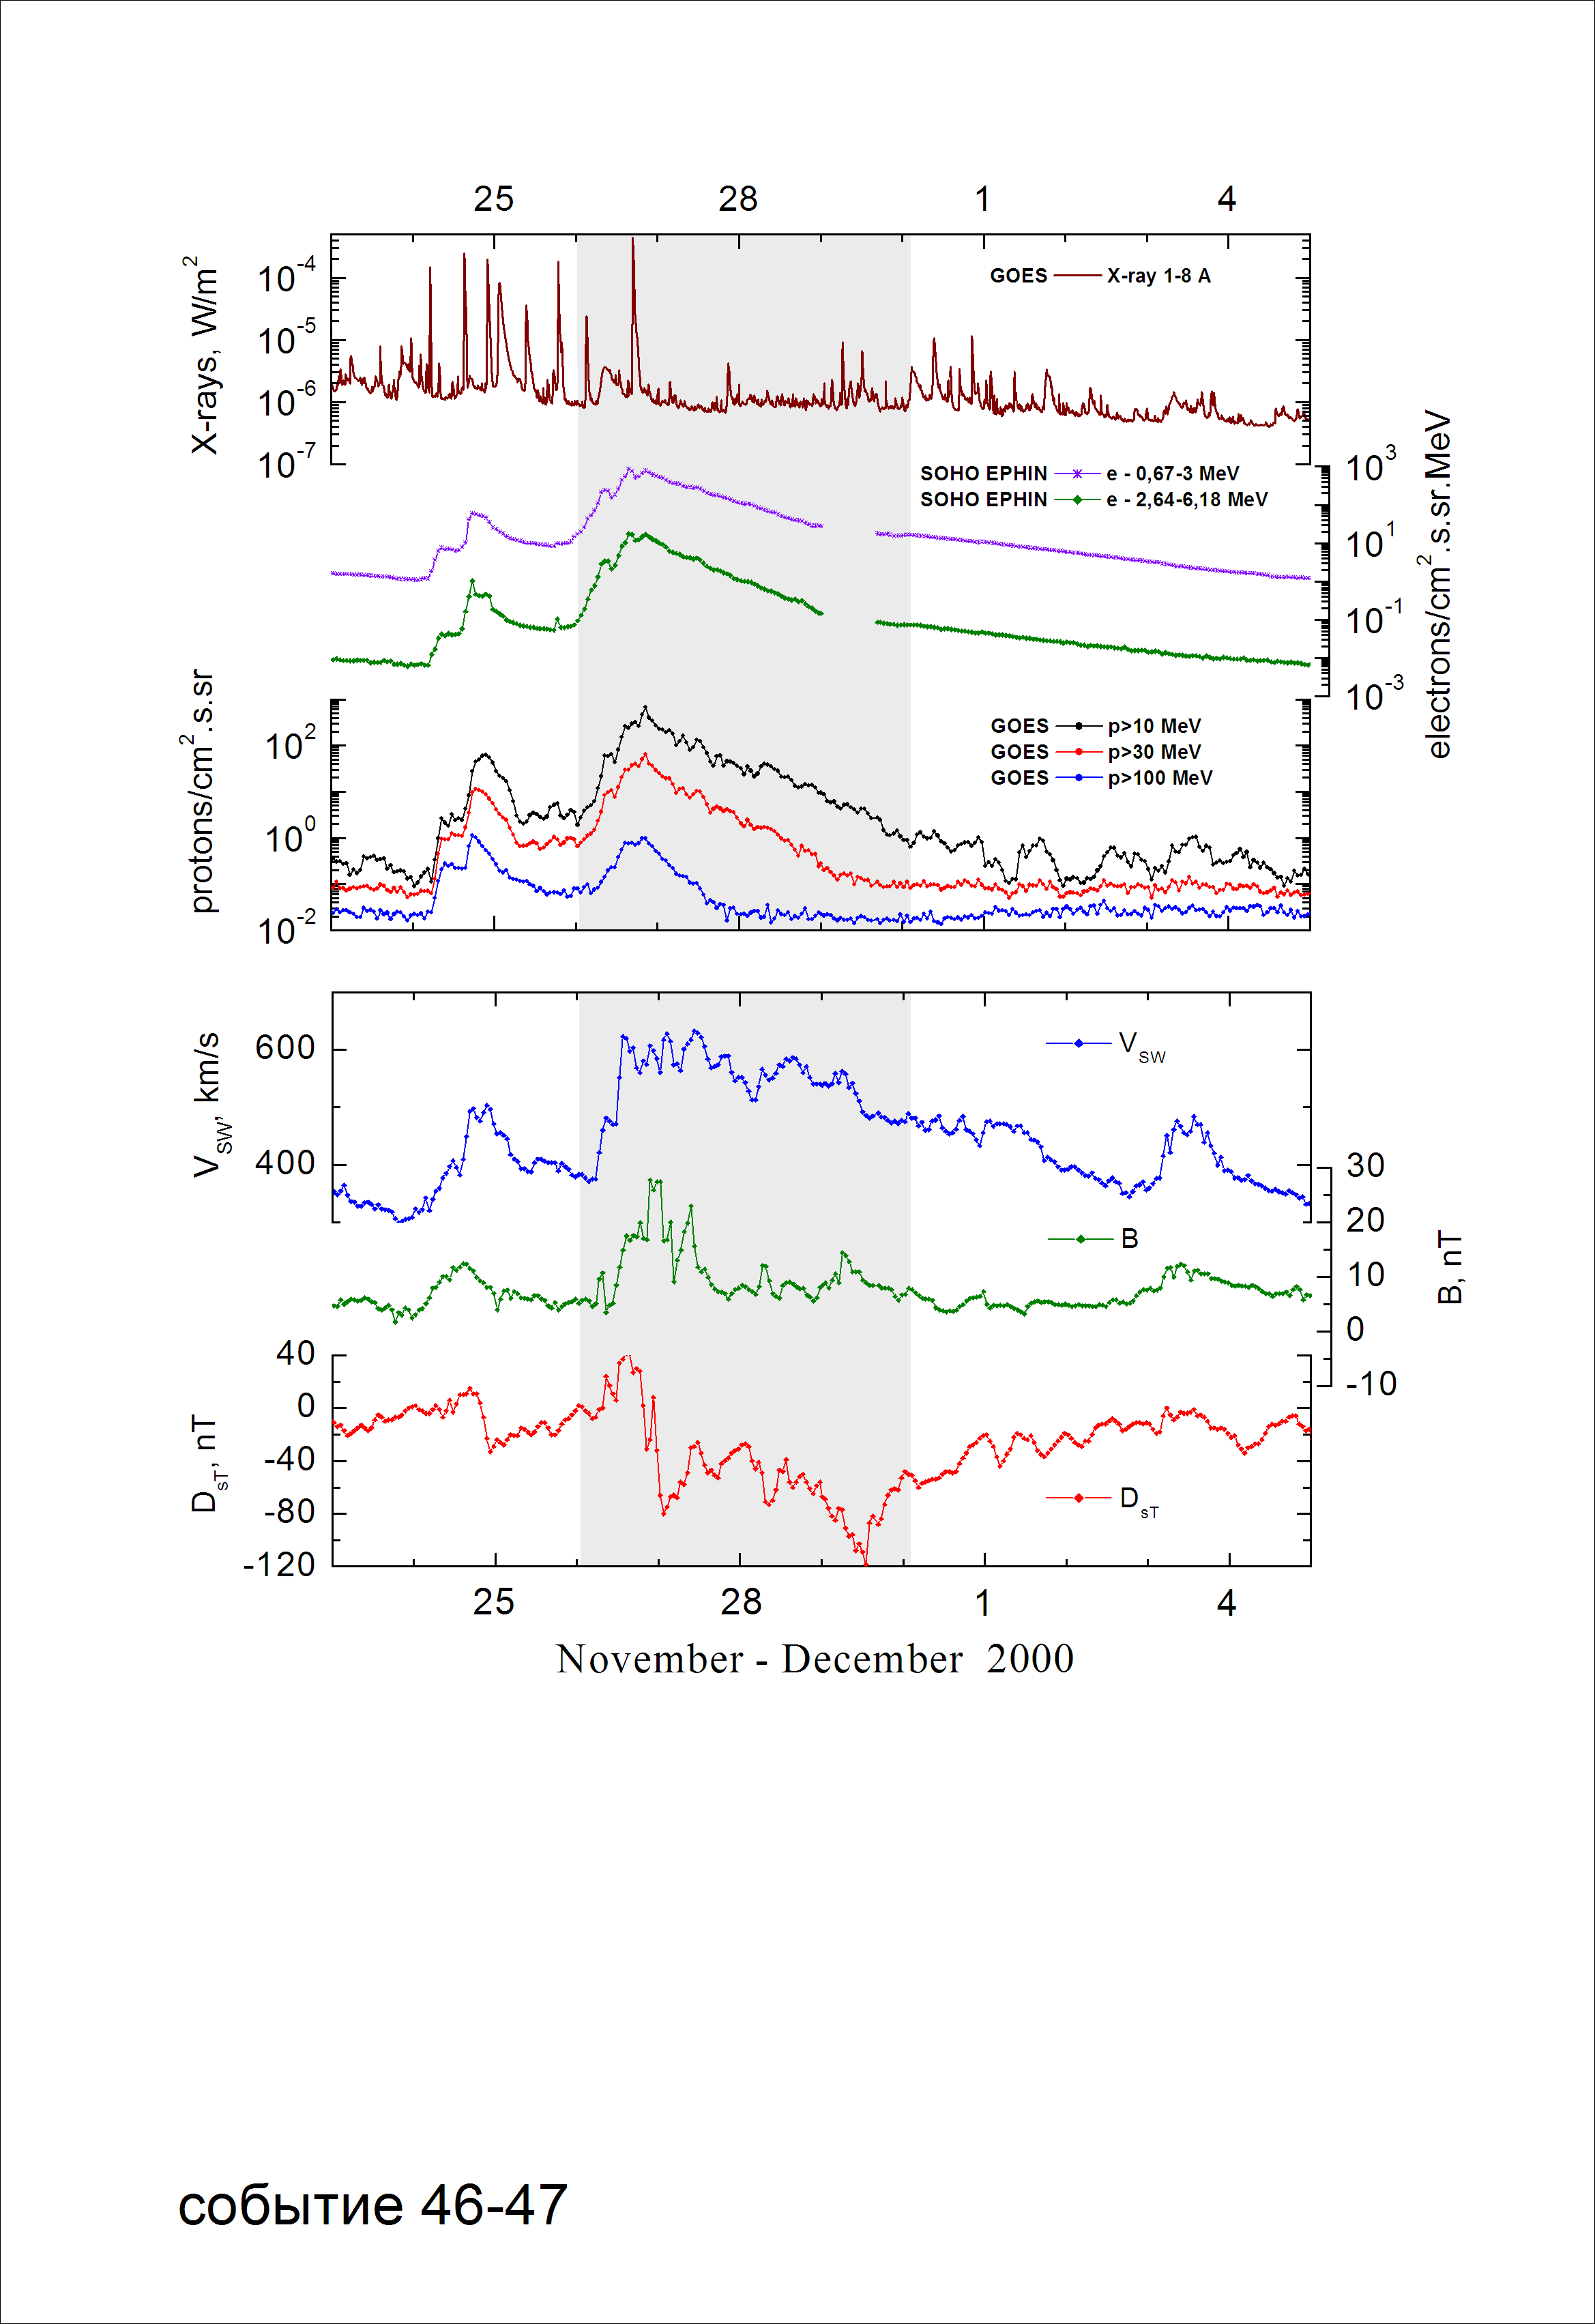 25 28 1 4
X-rays, W/m²
10⁻⁴
10⁻⁵
10⁻⁶
10⁻⁷
GOES X-ray 1-8 A
SOHO EPHIN e - 0,67-3 MeV
SOHO EPHIN e - 2,64-6,18 MeV
10³
10¹
10⁻¹
10⁻³
electrons/cm².s.sr.MeV
protons/cm².s.sr
10²
10⁰
10⁻²
GOES p>10 MeV
GOES p>30 MeV
GOES p>100 MeV
V_SW, km/s
600
400
V_SW
B
30
20
10
0
-10
B, nT
D_sT, nT
40
0
-40
-80
-120
D_sT
25 28 1 4
November - December 2000
событие 46-47